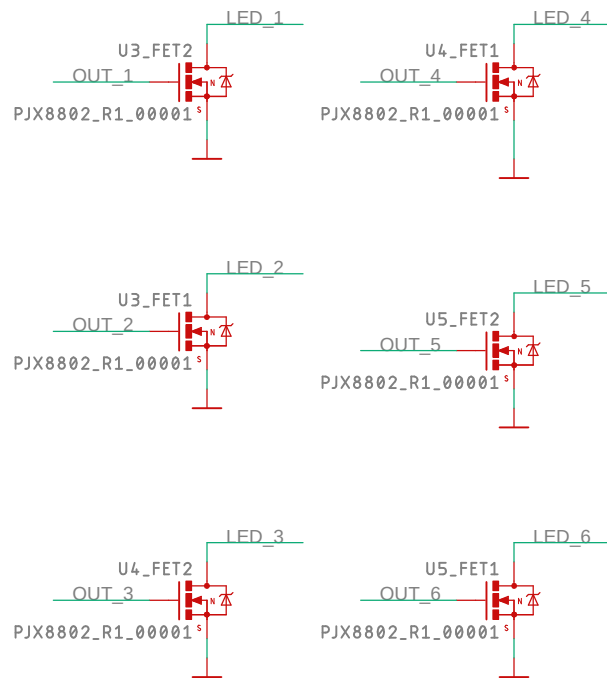 LED_1
U3_FET2
OUT_1
N
S
PJX8802_R1_00001
LED_4
U4_FET1
OUT_4
N
S
PJX8802_R1_00001
LED_2
U3_FET1
OUT_2
N
S
PJX8802_R1_00001
LED_5
U5_FET2
OUT_5
N
S
PJX8802_R1_00001
LED_3
U4_FET2
OUT_3
N
S
PJX8802_R1_00001
LED_6
U5_FET1
OUT_6
N
S
PJX8802_R1_00001